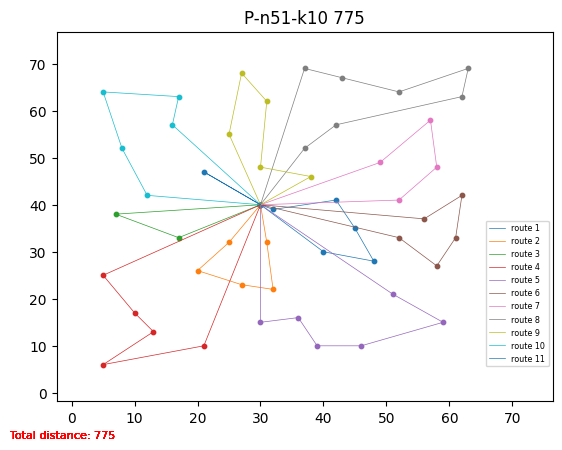 P-n51-k10 775
70
60
50
40
30
20
10
0
route 1
route 2
route 3
route 4
route 5
route 6
route 7
route 8
route 9
route 10
route 11
0 10 20 30 40 50 60 70
Total distance: 775